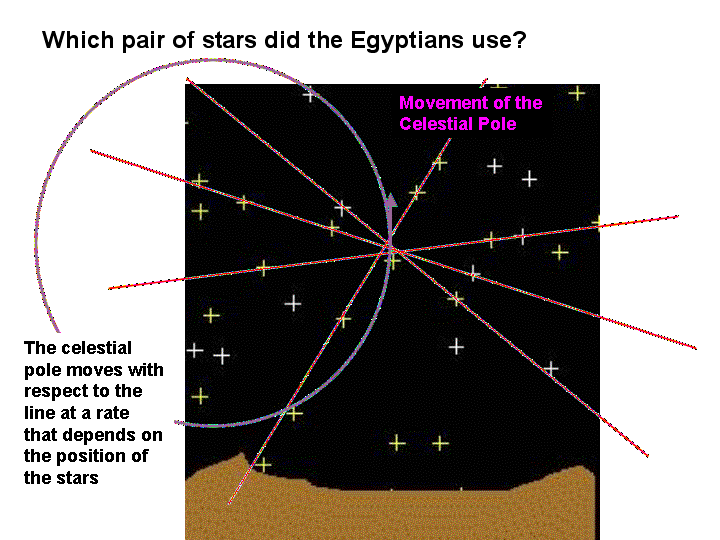 Which pair of stars did the Egyptians use?
Movement of the
Celestial Pole
The celestial
pole moves with
respect to the
line at a rate
that depends on
the position of
the stars